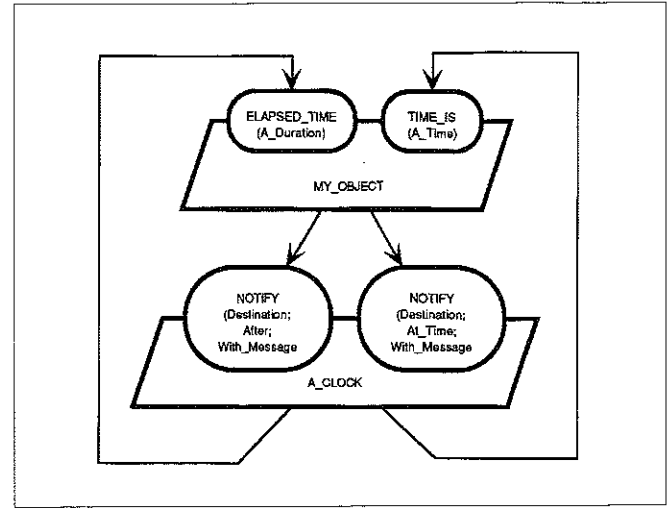 ELAPSED_TIME
(A_Duration)
TIME_IS
(A_Time)
MY_OBJECT
NOTIFY
(Destination;
After;
With_Message
NOTIFY
(Destination;
At_Time;
With_Message
A_CLOCK